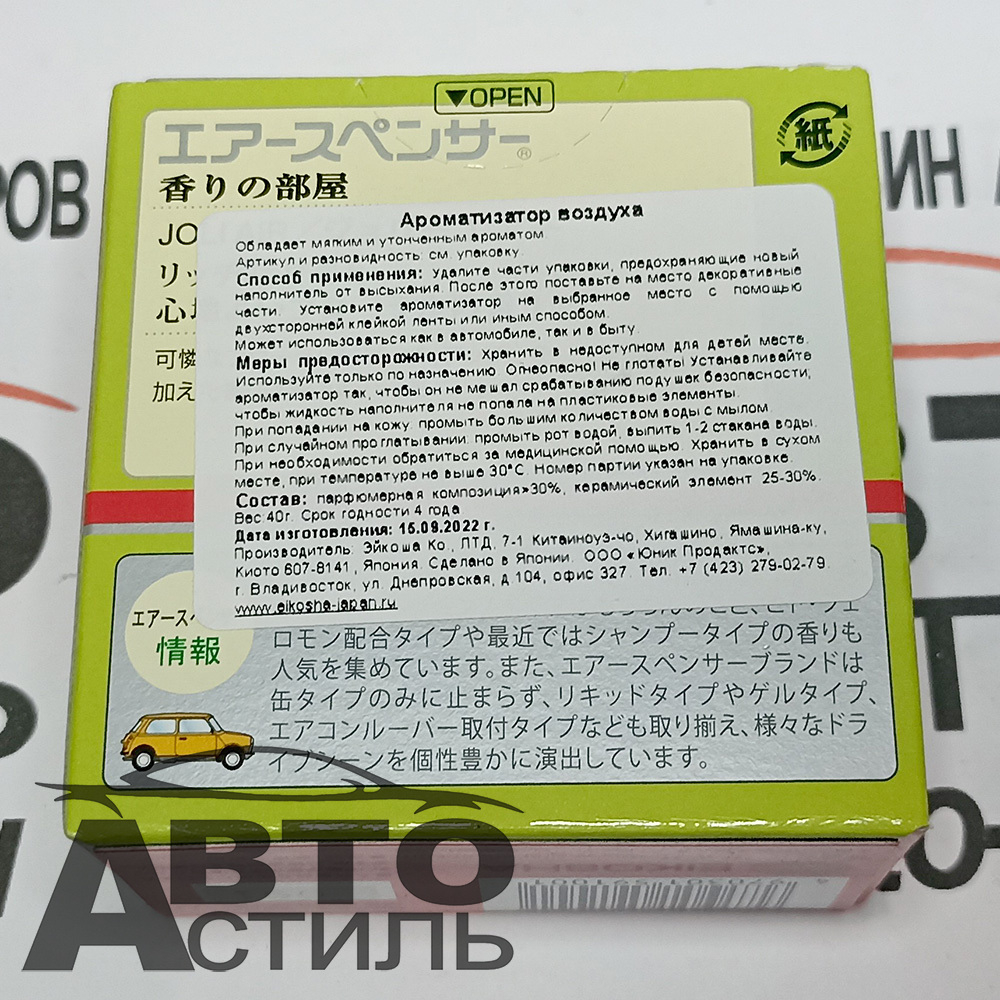 ▼OPEN
エアースペンサー®
紙
香りの部屋
JO
リッ
心
可憐
加え
РОВ
ИН
Ароматизатор воздуха
Обладает мягким и утонченным ароматом.
Артикул и разновидность: см. упаковку.
Способ применения: Удалите части упаковки, предохраняющие новый
наполнитель от высыхания. После этого поставьте на место декоративные
части. Установите ароматизатор на выбранное место с помощью
двухсторонней клейкой ленты или иным способом.
Может использоваться как в автомобиле, так и в быту.
Меры предосторожности: Хранить в недоступном для детей месте.
Используйте только по назначению. Огнеопасно! Не глотать! Устанавливайте
ароматизатор так, чтобы он не мешал срабатыванию подушек безопасности;
чтобы жидкость наполнителя не попала на пластиковые элементы.
При попадании на кожу: промыть большим количеством воды с мылом.
При случайном проглатывании: промыть рот водой, выпить 1-2 стакана воды.
При необходимости обратиться за медицинской помощью. Хранить в сухом
месте, при температуре не выше 30°С. Номер партии указан на упаковке.
Состав: парфюмерная композиция>30%, керамический элемент 25-30%.
Вес 40г. Срок годности 4 года
Дата изготовления: 15.09.2022 г.
Производитель: Эйкоша Ко., ЛТД, 7-1 Китаиноуэ-чо, Хигашино, Ямашина-ку,
Киото 607-8141, Япония. Сделано в Японии. ООО «Юник Продактс»,
г. Владивосток, ул. Днепровская, д.104, офис 327. Тел. +7 (423) 279-02-79.
www.eikosha-japan.ru
エアースペ
情報
ロモン配合タイプや最近ではシャンプータイプの香りも
人気を集めています。また、エアースペンサーブランドは
缶タイプのみに止まらず、リキッドタイプやゲルタイプ、
エアコンルーバー取付タイプなども取り揃え、様々なドラ
イブシーンを個性豊かに演出しています。
АВТО
СТИЛЬ